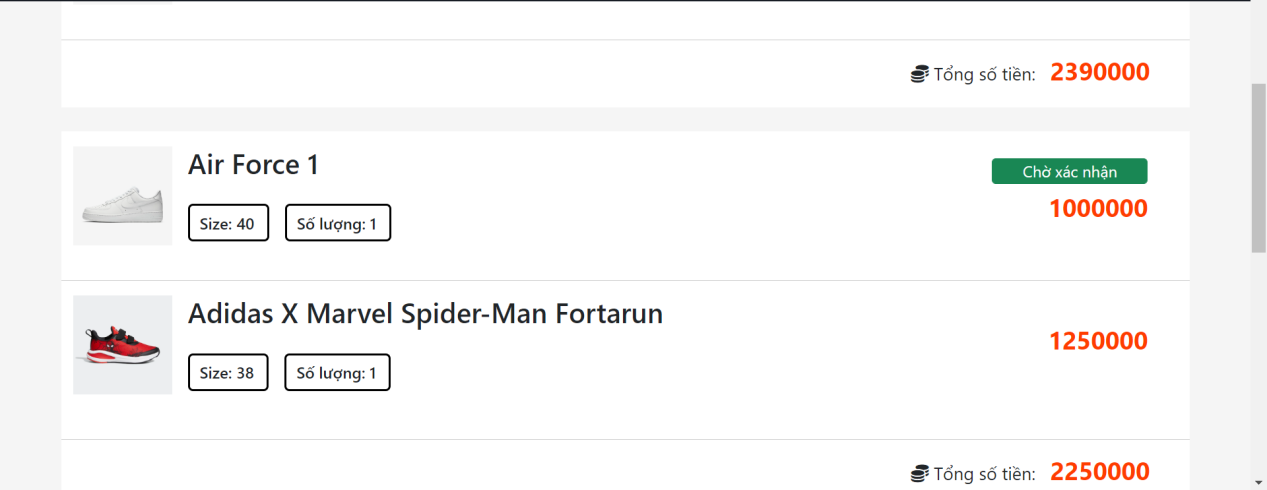 Tổng số tiền: 2390000
Air Force 1
Chờ xác nhận
Size: 40 Số lượng: 1
1000000
Adidas X Marvel Spider-Man Fortarun
1250000
Size: 38 Số lượng: 1
Tổng số tiền: 2250000